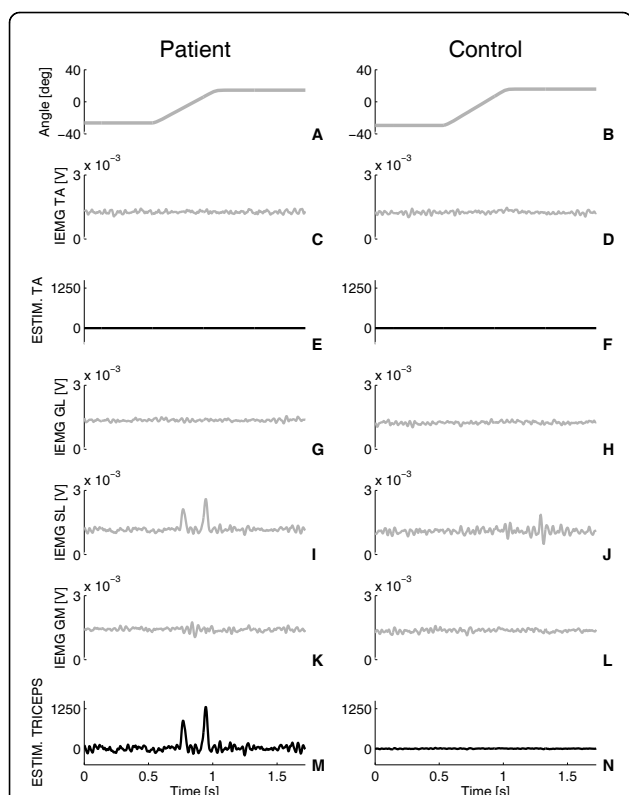 Patient Control
Angle [deg]
40
0
−40
A
40
0
−40
B
IEMG TA [V]
x 10⁻³
3
0
C
x 10⁻³
3
0
D
ESTIM. TA
1250
0
E
1250
0
F
IEMG GL [V]
x 10⁻³
3
0
G
x 10⁻³
3
0
H
IEMG SL [V]
x 10⁻³
3
0
I
x 10⁻³
3
0
J
IEMG GM [V]
x 10⁻³
3
0
K
x 10⁻³
3
0
L
ESTIM. TRICEPS
1250
0
M
1250
0
N
0 0.5 1 1.5
Time [s]
0 0.5 1 1.5
Time [s]